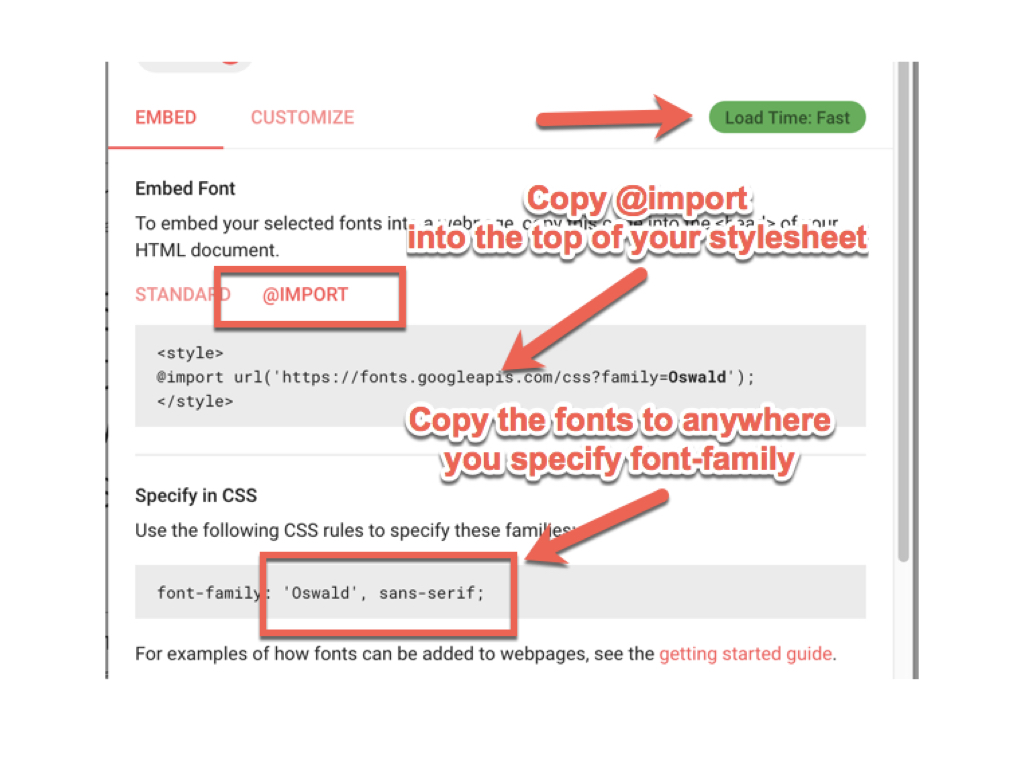 EMBED CUSTOMIZE Load Time: Fast
Embed Font
Copy @import
To embed your selected fonts into a webpage, copy this code into the <head> of your
into the top of your stylesheet
HTML document.
STANDARD @IMPORT
<style>
@import url('https://fonts.googleapis.com/css?family=Oswald');
</style>
Copy the fonts to anywhere
you specify font-family
Specify in CSS
Use the following CSS rules to specify these families:
font-family: 'Oswald', sans-serif;
For examples of how fonts can be added to webpages, see the getting started guide.